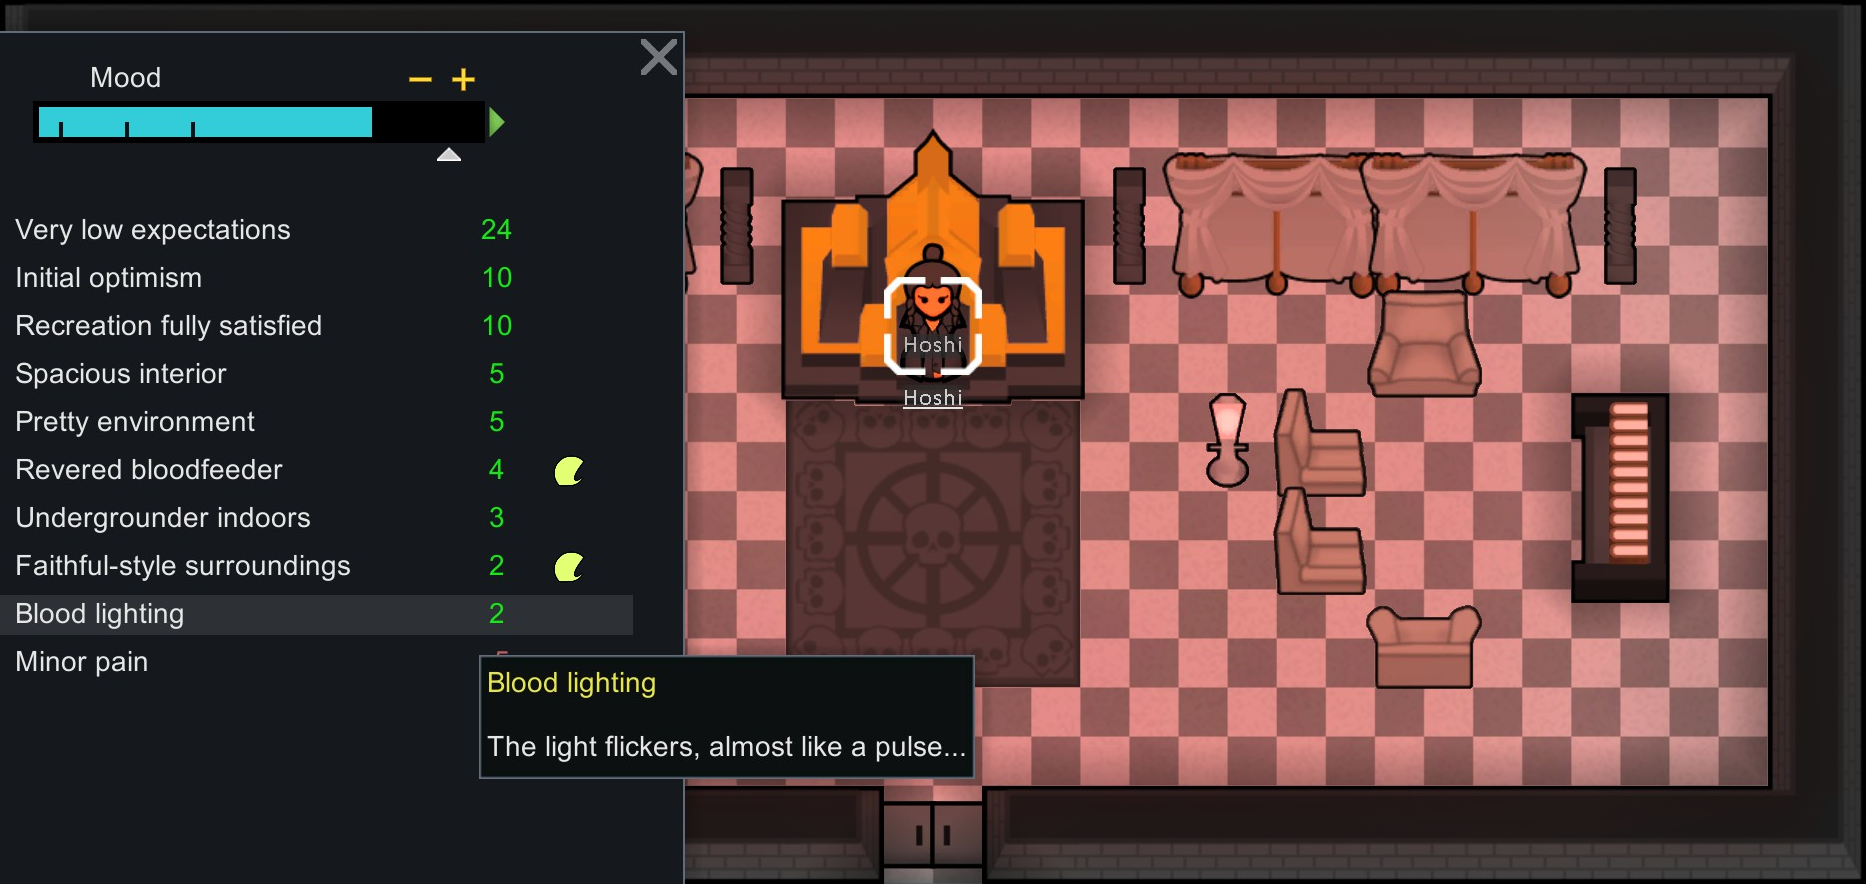 Mood
Very low expectations 24
Initial optimism 10
Recreation fully satisfied 10
Spacious interior 5
Pretty environment 5
Revered bloodfeeder 4
Undergrounder indoors 3
Faithful-style surroundings 2
Blood lighting 2
Minor pain
Blood lighting
The light flickers, almost like a pulse...
Hoshi
Hoshi